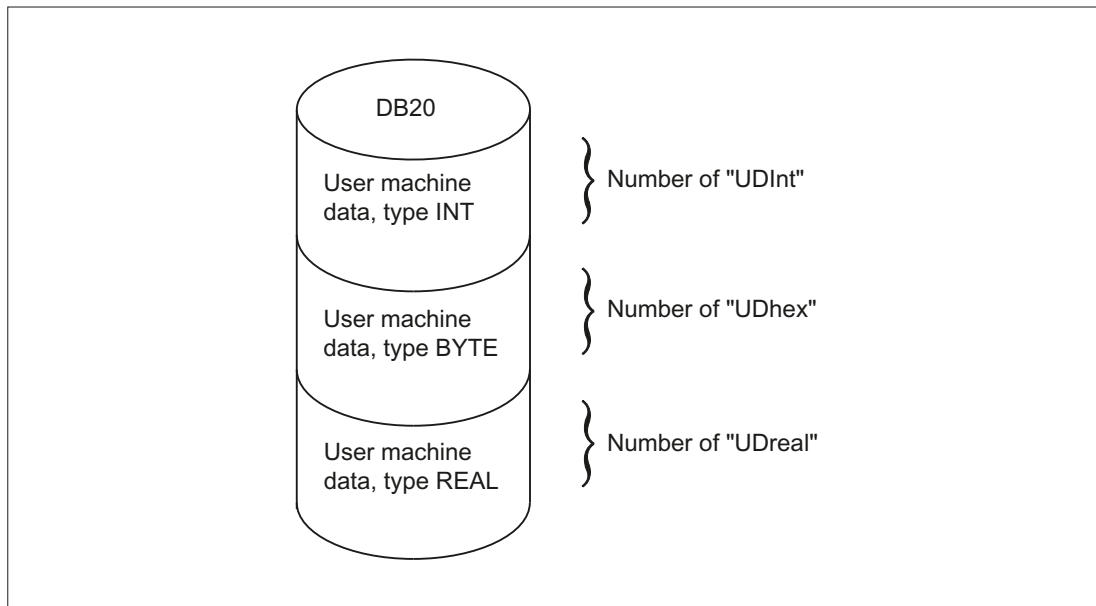 DB20
User machine
data, type INT
Number of "UDInt"
User machine
data, type BYTE
Number of "UDhex"
User machine
data, type REAL
Number of "UDreal"